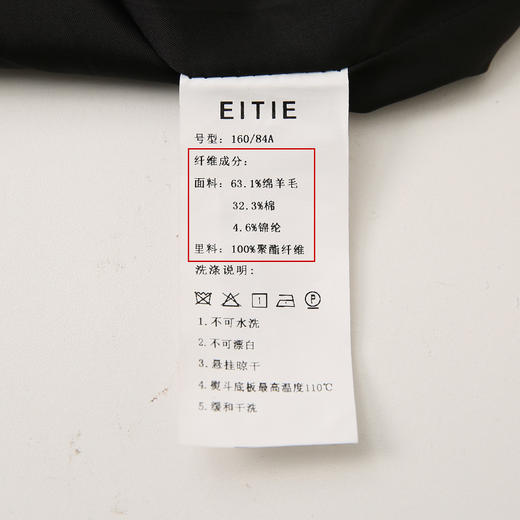 EITIE
号型: 160/84A
纤维成分:
面料: 63.1%绵羊毛
32.3%棉
4.6%锦纶
里料: 100%聚酯纤维
洗涤说明:
1.不可水洗
2.不可漂白
3.悬挂晾干
4.熨斗底板最高温度110℃
5.缓和干洗